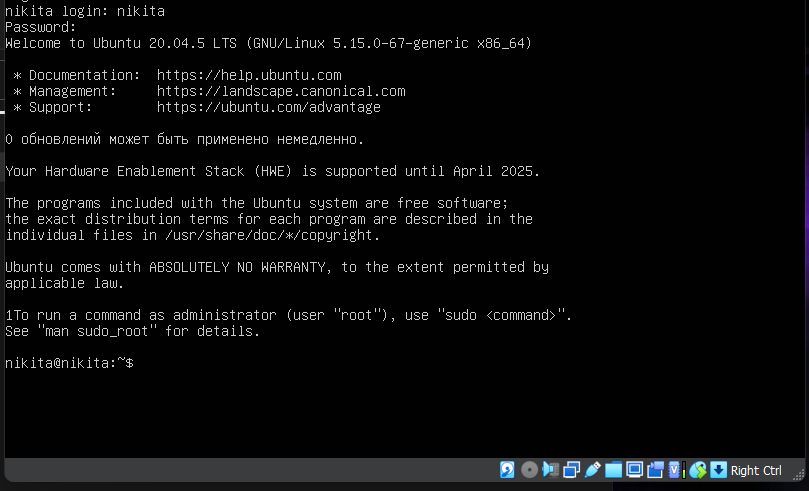 nikita login: nikita
Password:
Welcome to Ubuntu 20.04.5 LTS (GNU/Linux 5.15.0-67-generic x86_64)
* Documentation: https://help.ubuntu.com
* Management: https://landscape.canonical.com
* Support: https://ubuntu.com/advantage
0 обновлений может быть применено немедленно.
Your Hardware Enablement Stack (HWE) is supported until April 2025.
The programs included with the Ubuntu system are free software;
the exact distribution terms for each program are described in the
individual files in /usr/share/doc/*/copyright.
Ubuntu comes with ABSOLUTELY NO WARRANTY, to the extent permitted by
applicable law.
1To run a command as administrator (user "root"), use "sudo <command>".
See "man sudo_root" for details.
nikita@nikita:~$
Right Ctrl